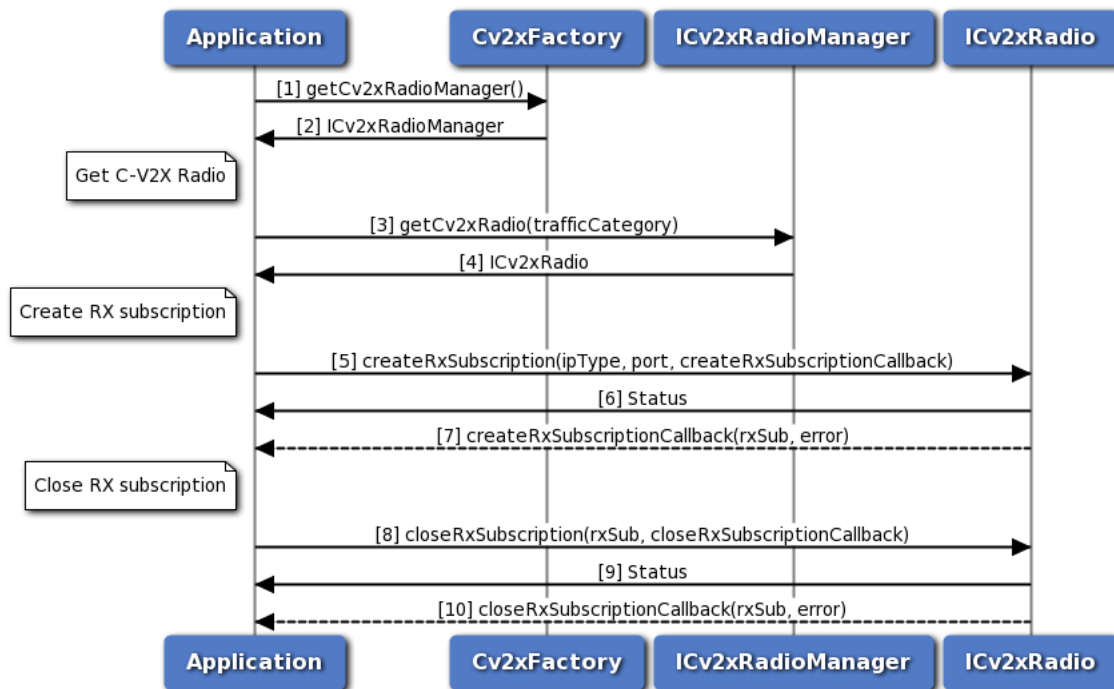 Application Cv2xFactory ICv2xRadioManager ICv2xRadio
[1] getCv2xRadioManager()
[2] ICv2xRadioManager
Get C-V2X Radio
[3] getCv2xRadio(trafficCategory)
[4] ICv2xRadio
Create RX subscription
[5] createRxSubscription(ipType, port, createRxSubscriptionCallback)
[6] Status
[7] createRxSubscriptionCallback(rxSub, error)
Close RX subscription
[8] closeRxSubscription(rxSub, closeRxSubscriptionCallback)
[9] Status
[10] closeRxSubscriptionCallback(rxSub, error)
Application Cv2xFactory ICv2xRadioManager ICv2xRadio